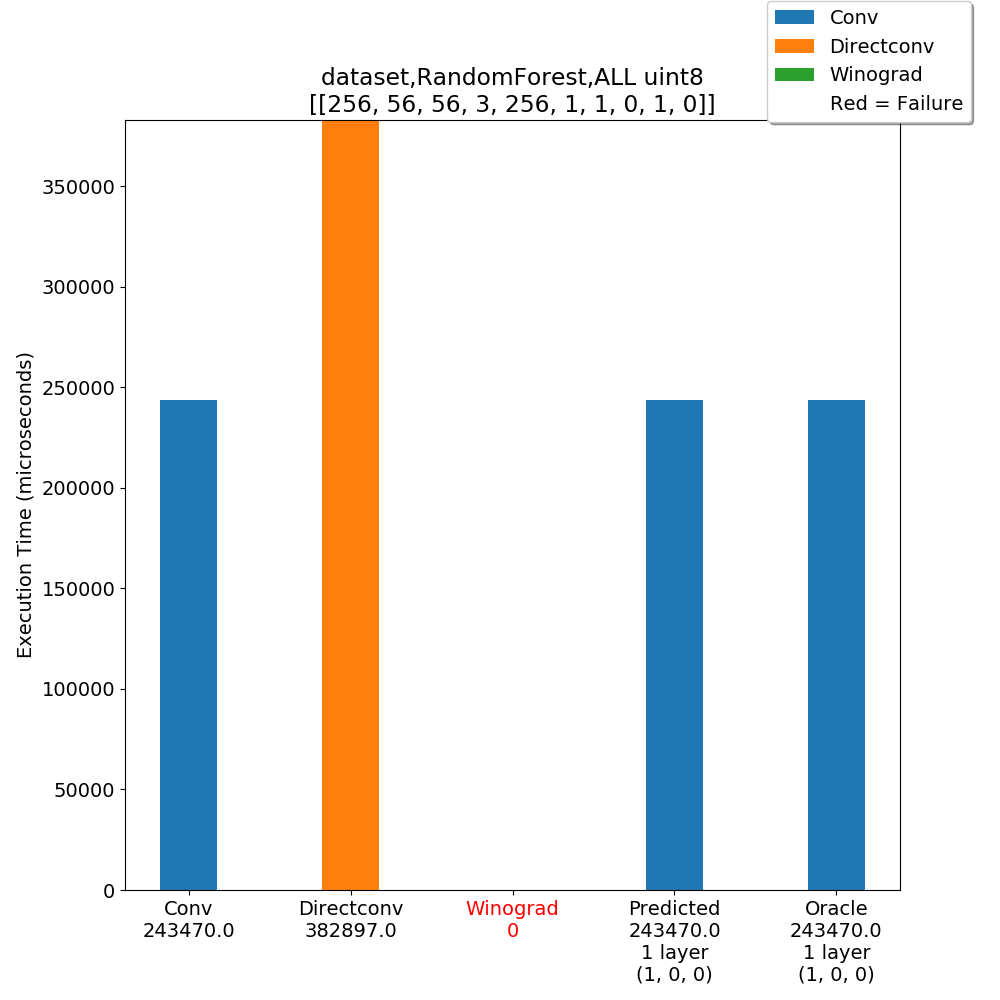 Conv
Directconv
Winograd
Red = Failure
dataset,RandomForest,ALL uint8
[[256, 56, 56, 3, 256, 1, 1, 0, 1, 0]]
Execution Time (microseconds)
350000
300000
250000
200000
150000
100000
50000
0
Conv
243470.0
Directconv
382897.0
Winograd
0
Predicted
243470.0
1 layer
(1, 0, 0)
Oracle
243470.0
1 layer
(1, 0, 0)